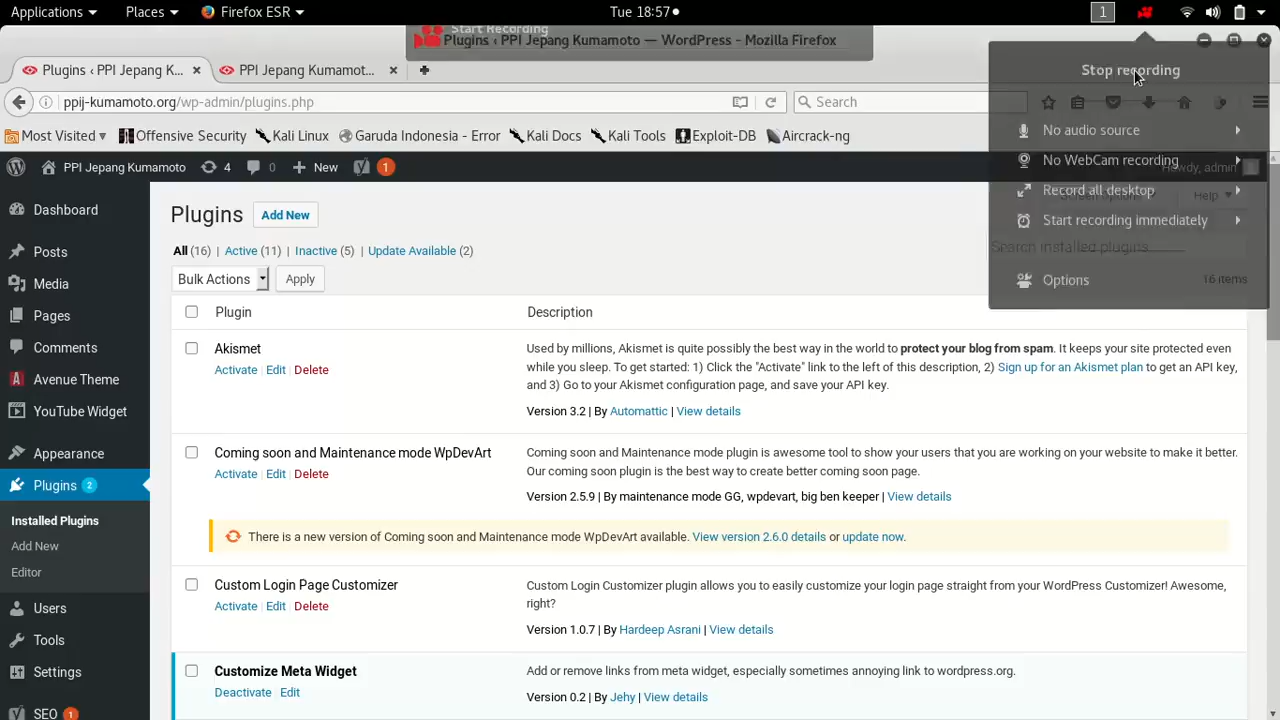 Applications Places Firefox ESR Tue 18:57 1
Start Recording
Plugins ‹ PPI Jepang Kumamoto — WordPress - Mozilla Firefox
Plugins ‹ PPI Jepang K... PPI Jepang Kumamot...
Stop recording
ppij-kumamoto.org/wp-admin/plugins.php Search
Most Visited Offensive Security Kali Linux Garuda Indonesia - Error Kali Docs Kali Tools Exploit-DB Aircrack-ng
No audio source
PPI Jepang Kumamoto 4 0 New 1 Howdy, admin
No WebCam recording
Record all desktop
Screen Options Help
Start recording immediately
Search installed plugins...
Options
16 items
Dashboard
Posts
Media
Pages
Comments
Avenue Theme
YouTube Widget
Appearance
Plugins 2
Installed Plugins
Add New
Editor
Users
Tools
Settings
SEO 1
Plugins Add New
All (16) | Active (11) | Inactive (5) | Update Available (2)
Bulk Actions Apply
Plugin Description
Akismet
Activate | Edit | Delete
Used by millions, Akismet is quite possibly the best way in the world to protect your blog from spam. It keeps your site protected even
while you sleep. To get started: 1) Click the "Activate" link to the left of this description, 2) Sign up for an Akismet plan to get an API key,
and 3) Go to your Akismet configuration page, and save your API key.
Version 3.2 | By Automattic | View details
Coming soon and Maintenance mode WpDevArt
Activate | Edit | Delete
Coming soon and Maintenance mode plugin is awesome tool to show your users that you are working on your website to make it better.
Our coming soon plugin is the best way to create better coming soon page.
Version 2.5.9 | By maintenance mode GG, wpdevart, big ben keeper | View details
There is a new version of Coming soon and Maintenance mode WpDevArt available. View version 2.6.0 details or update now.
Custom Login Page Customizer
Activate | Edit | Delete
Custom Login Customizer plugin allows you to easily customize your login page straight from your WordPress Customizer! Awesome,
right?
Version 1.0.7 | By Hardeep Asrani | View details
Customize Meta Widget
Deactivate | Edit
Add or remove links from meta widget, especially sometimes annoying link to wordpress.org.
Version 0.2 | By Jehy | View details